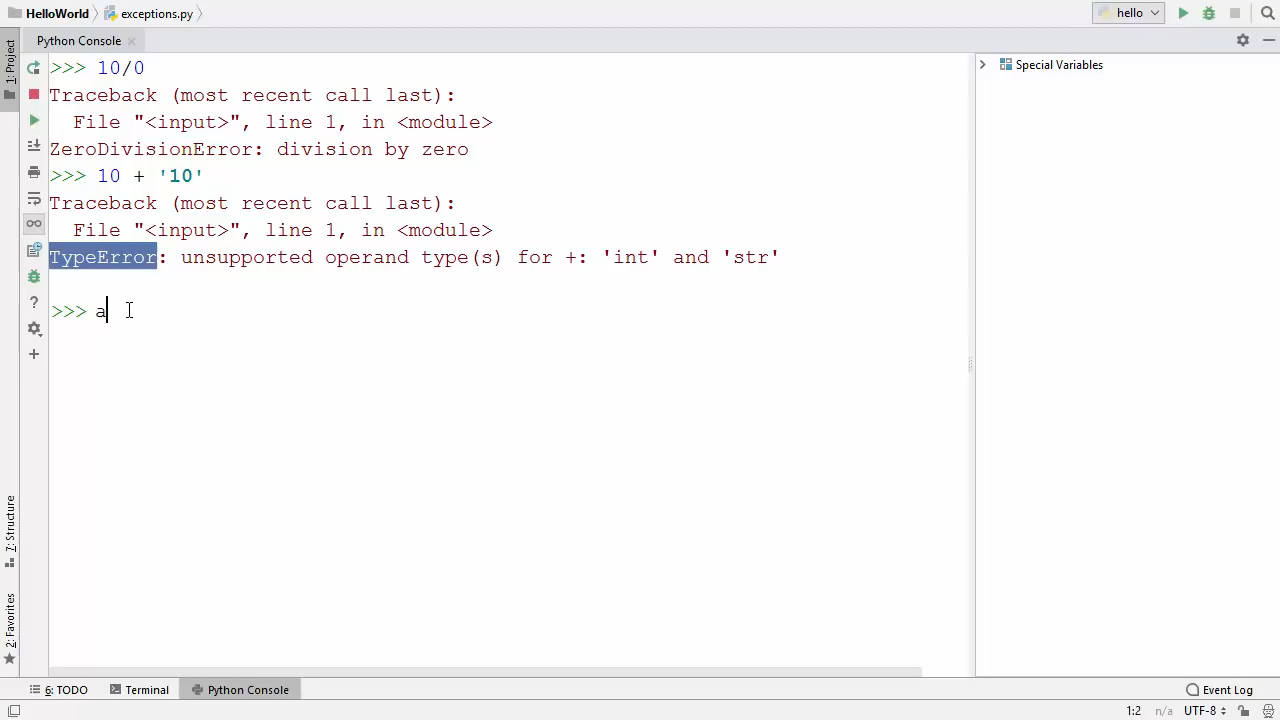 HelloWorld exceptions.py hello
Python Console
1: Project
>>> 10/0
Traceback (most recent call last):
  File "<input>", line 1, in <module>
ZeroDivisionError: division by zero
>>> 10 + '10'
Traceback (most recent call last):
  File "<input>", line 1, in <module>
TypeError: unsupported operand type(s) for +: 'int' and 'str'
>>> a
Special Variables
7: Structure
2: Favorites
6: TODO Terminal Python Console Event Log
1:2 n/a UTF-8